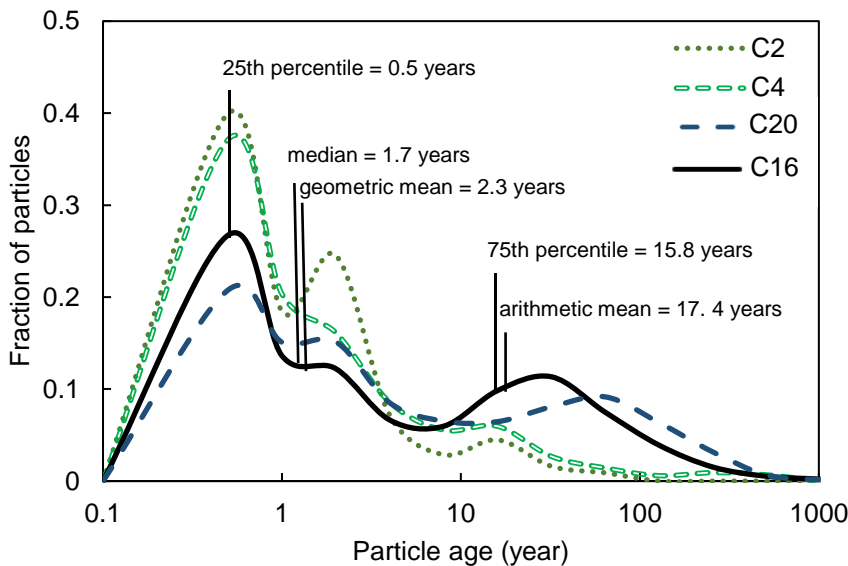 C2
25th percentile = 0.5 years
C4
C20
median = 1.7 years
C16
geometric mean = 2.3 years
75th percentile = 15.8 years
arithmetic mean = 17. 4 years
Fraction of particles
0.5
0.4
0.3
0.2
0.1
0
0.1
1
10
100
1000
Particle age (year)